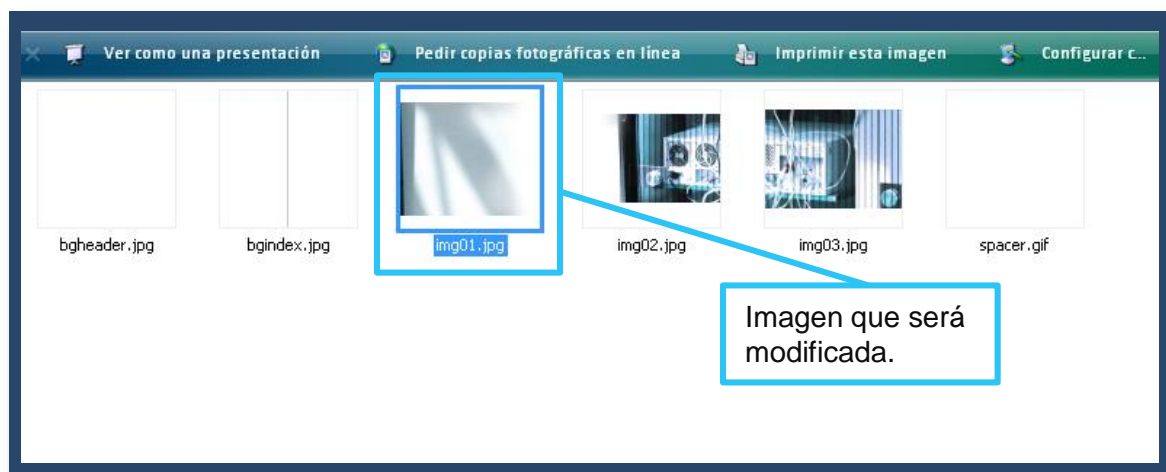 Ver como una presentación Pedir copias fotográficas en línea Imprimir esta imagen Configurar c...
bgheader.jpg bgindex.jpg img01.jpg img02.jpg img03.jpg spacer.gif
Imagen que será
modificada.